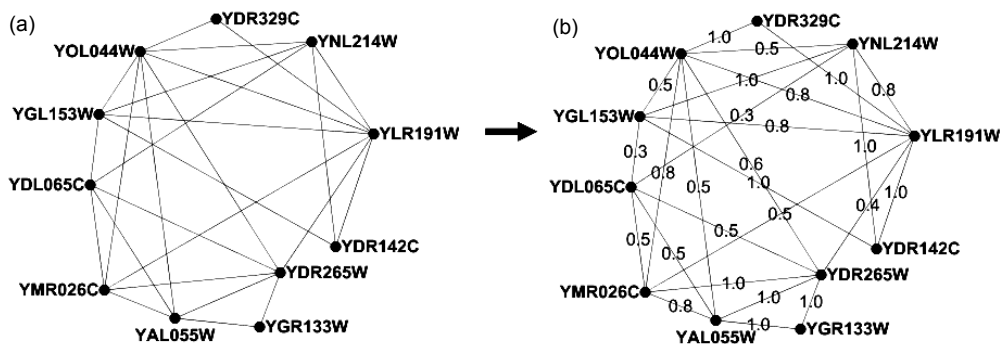 (a)
YDR329C
YOL044W
YNL214W
YGL153W
YLR191W
YDL065C
YDR142C
YDR265W
YMR026C
YAL055W
YGR133W
(b)
YDR329C
YOL044W
1.0
0.5
YNL214W
0.5
1.0
1.0
0.8
0.8
YGL153W
0.3
0.8
YLR191W
1.0
0.3
0.6
YDL065C
0.8
0.5
1.0
1.0
0.4
0.5
0.5
0.5
0.5
YDR142C
YDR265W
1.0
YMR026C
0.8
1.0
1.0
YAL055W
1.0
YGR133W